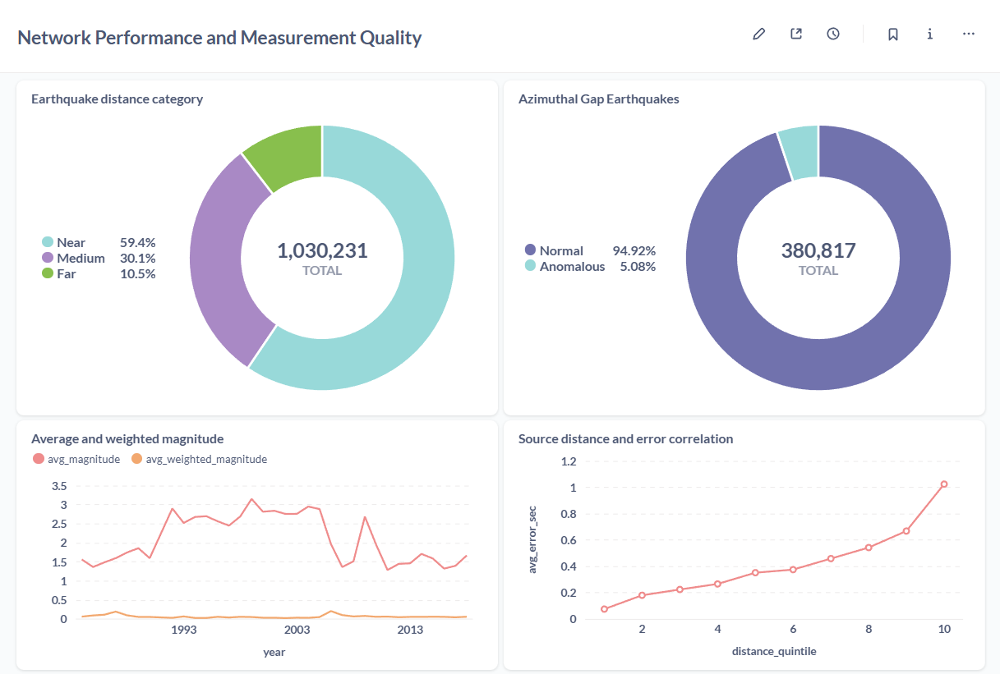 Network Performance and Measurement Quality
Earthquake distance category
Near 59.4%
Medium 30.1%
Far 10.5%
1,030,231
TOTAL
Azimuthal Gap Earthquakes
Normal 94.92%
Anomalous 5.08%
380,817
TOTAL
Average and weighted magnitude
avg_magnitude avg_weighted_magnitude
3.5
3
2.5
2
1.5
1
0.5
0
1993 2003 2013
year
Source distance and error correlation
avg_error_sec
1.2
1
0.8
0.6
0.4
0.2
0
2 4 6 8 10
distance_quintile